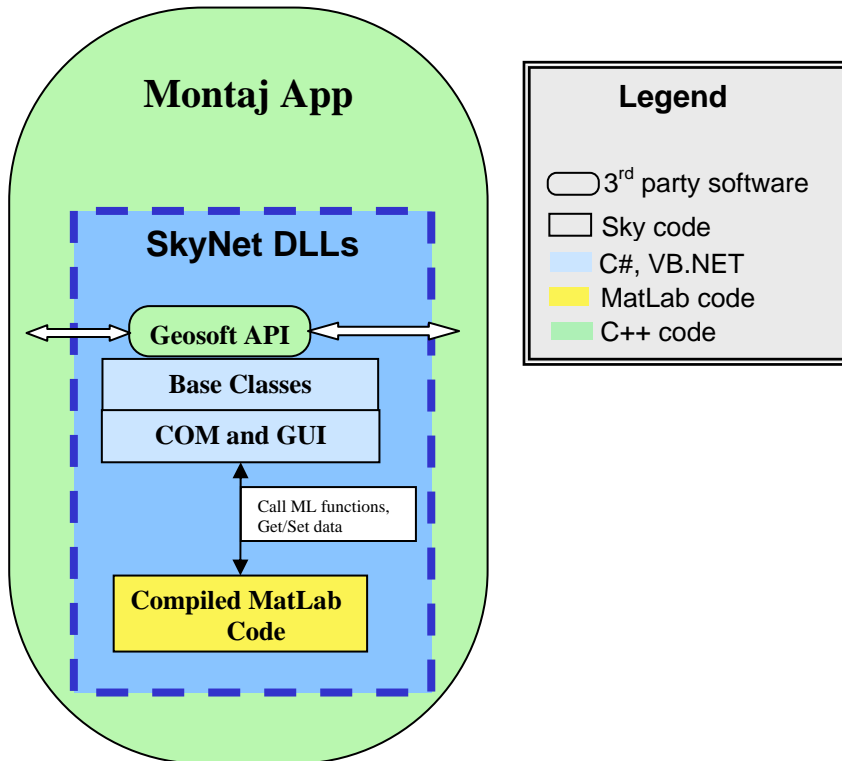 Montaj App
SkyNet DLLs
Geosoft API
Base Classes
COM and GUI
Call ML functions,
Get/Set data
Compiled MatLab
Code
Legend
3rd party software
Sky code
C#, VB.NET
MatLab code
C++ code